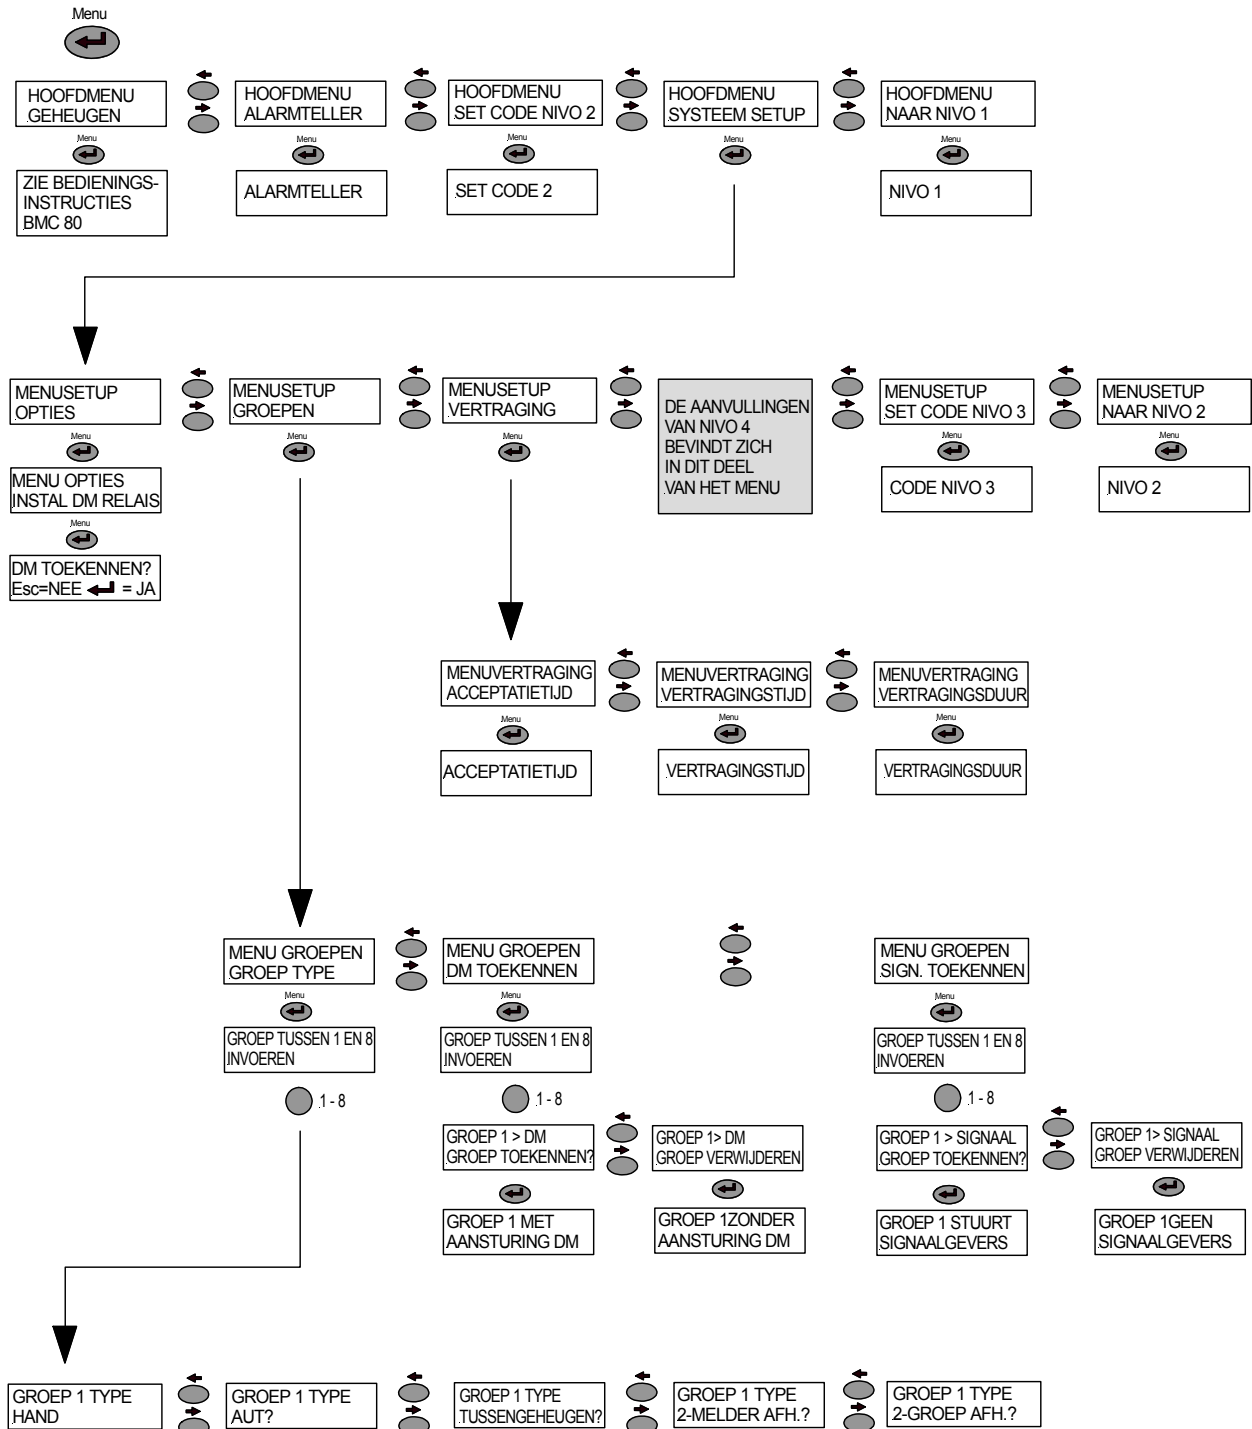 Menu
HOOFDMENU
GEHEUGEN
HOOFDMENU
ALARMTELLER
HOOFDMENU
SET CODE NIVO 2
HOOFDMENU
SYSTEEM SETUP
HOOFDMENU
NAAR NIVO 1
Menu
Menu
Menu
Menu
Menu
ZIE BEDIENINGS-
INSTRUCTIES
BMC 80
ALARMTELLER
SET CODE 2
NIVO 1
MENUSETUP
OPTIES
MENUSETUP
GROEPEN
MENUSETUP
VERTRAGING
DE AANVULLINGEN
VAN NIVO 4
BEVINDT ZICH
IN DIT DEEL
VAN HET MENU
MENUSETUP
SET CODE NIVO 3
MENUSETUP
NAAR NIVO 2
Menu
Menu
Menu
Menu
Menu
MENU OPTIES
INSTAL DM RELAIS
CODE NIVO 3
NIVO 2
Menu
DM TOEKENNEN?
Esc=NEE = JA
MENUVERTRAGING
ACCEPTATIETIJD
MENUVERTRAGING
VERTRAGINGSTIJD
MENUVERTRAGING
VERTRAGINGSDUUR
Menu
Menu
Menu
ACCEPTATIETIJD
VERTRAGINGSTIJD
VERTRAGINGSDUUR
MENU GROEPEN
GROEP TYPE
MENU GROEPEN
DM TOEKENNEN
MENU GROEPEN
SIGN. TOEKENNEN
Menu
Menu
Menu
GROEP TUSSEN 1 EN 8
INVOEREN
GROEP TUSSEN 1 EN 8
INVOEREN
GROEP TUSSEN 1 EN 8
INVOEREN
1 - 8
1 - 8
1 - 8
GROEP 1 > DM
GROEP TOEKENNEN?
GROEP 1> DM
GROEP VERWIJDEREN
GROEP 1 > SIGNAAL
GROEP TOEKENNEN?
GROEP 1> SIGNAAL
GROEP VERWIJDEREN
GROEP 1 MET
AANSTURING DM
GROEP 1ZONDER
AANSTURING DM
GROEP 1 STUURT
SIGNAALGEVERS
GROEP 1GEEN
SIGNAALGEVERS
GROEP 1 TYPE
HAND
GROEP 1 TYPE
AUT?
GROEP 1 TYPE
TUSSENGEHEUGEN?
GROEP 1 TYPE
2-MELDER AFH.?
GROEP 1 TYPE
2-GROEP AFH.?